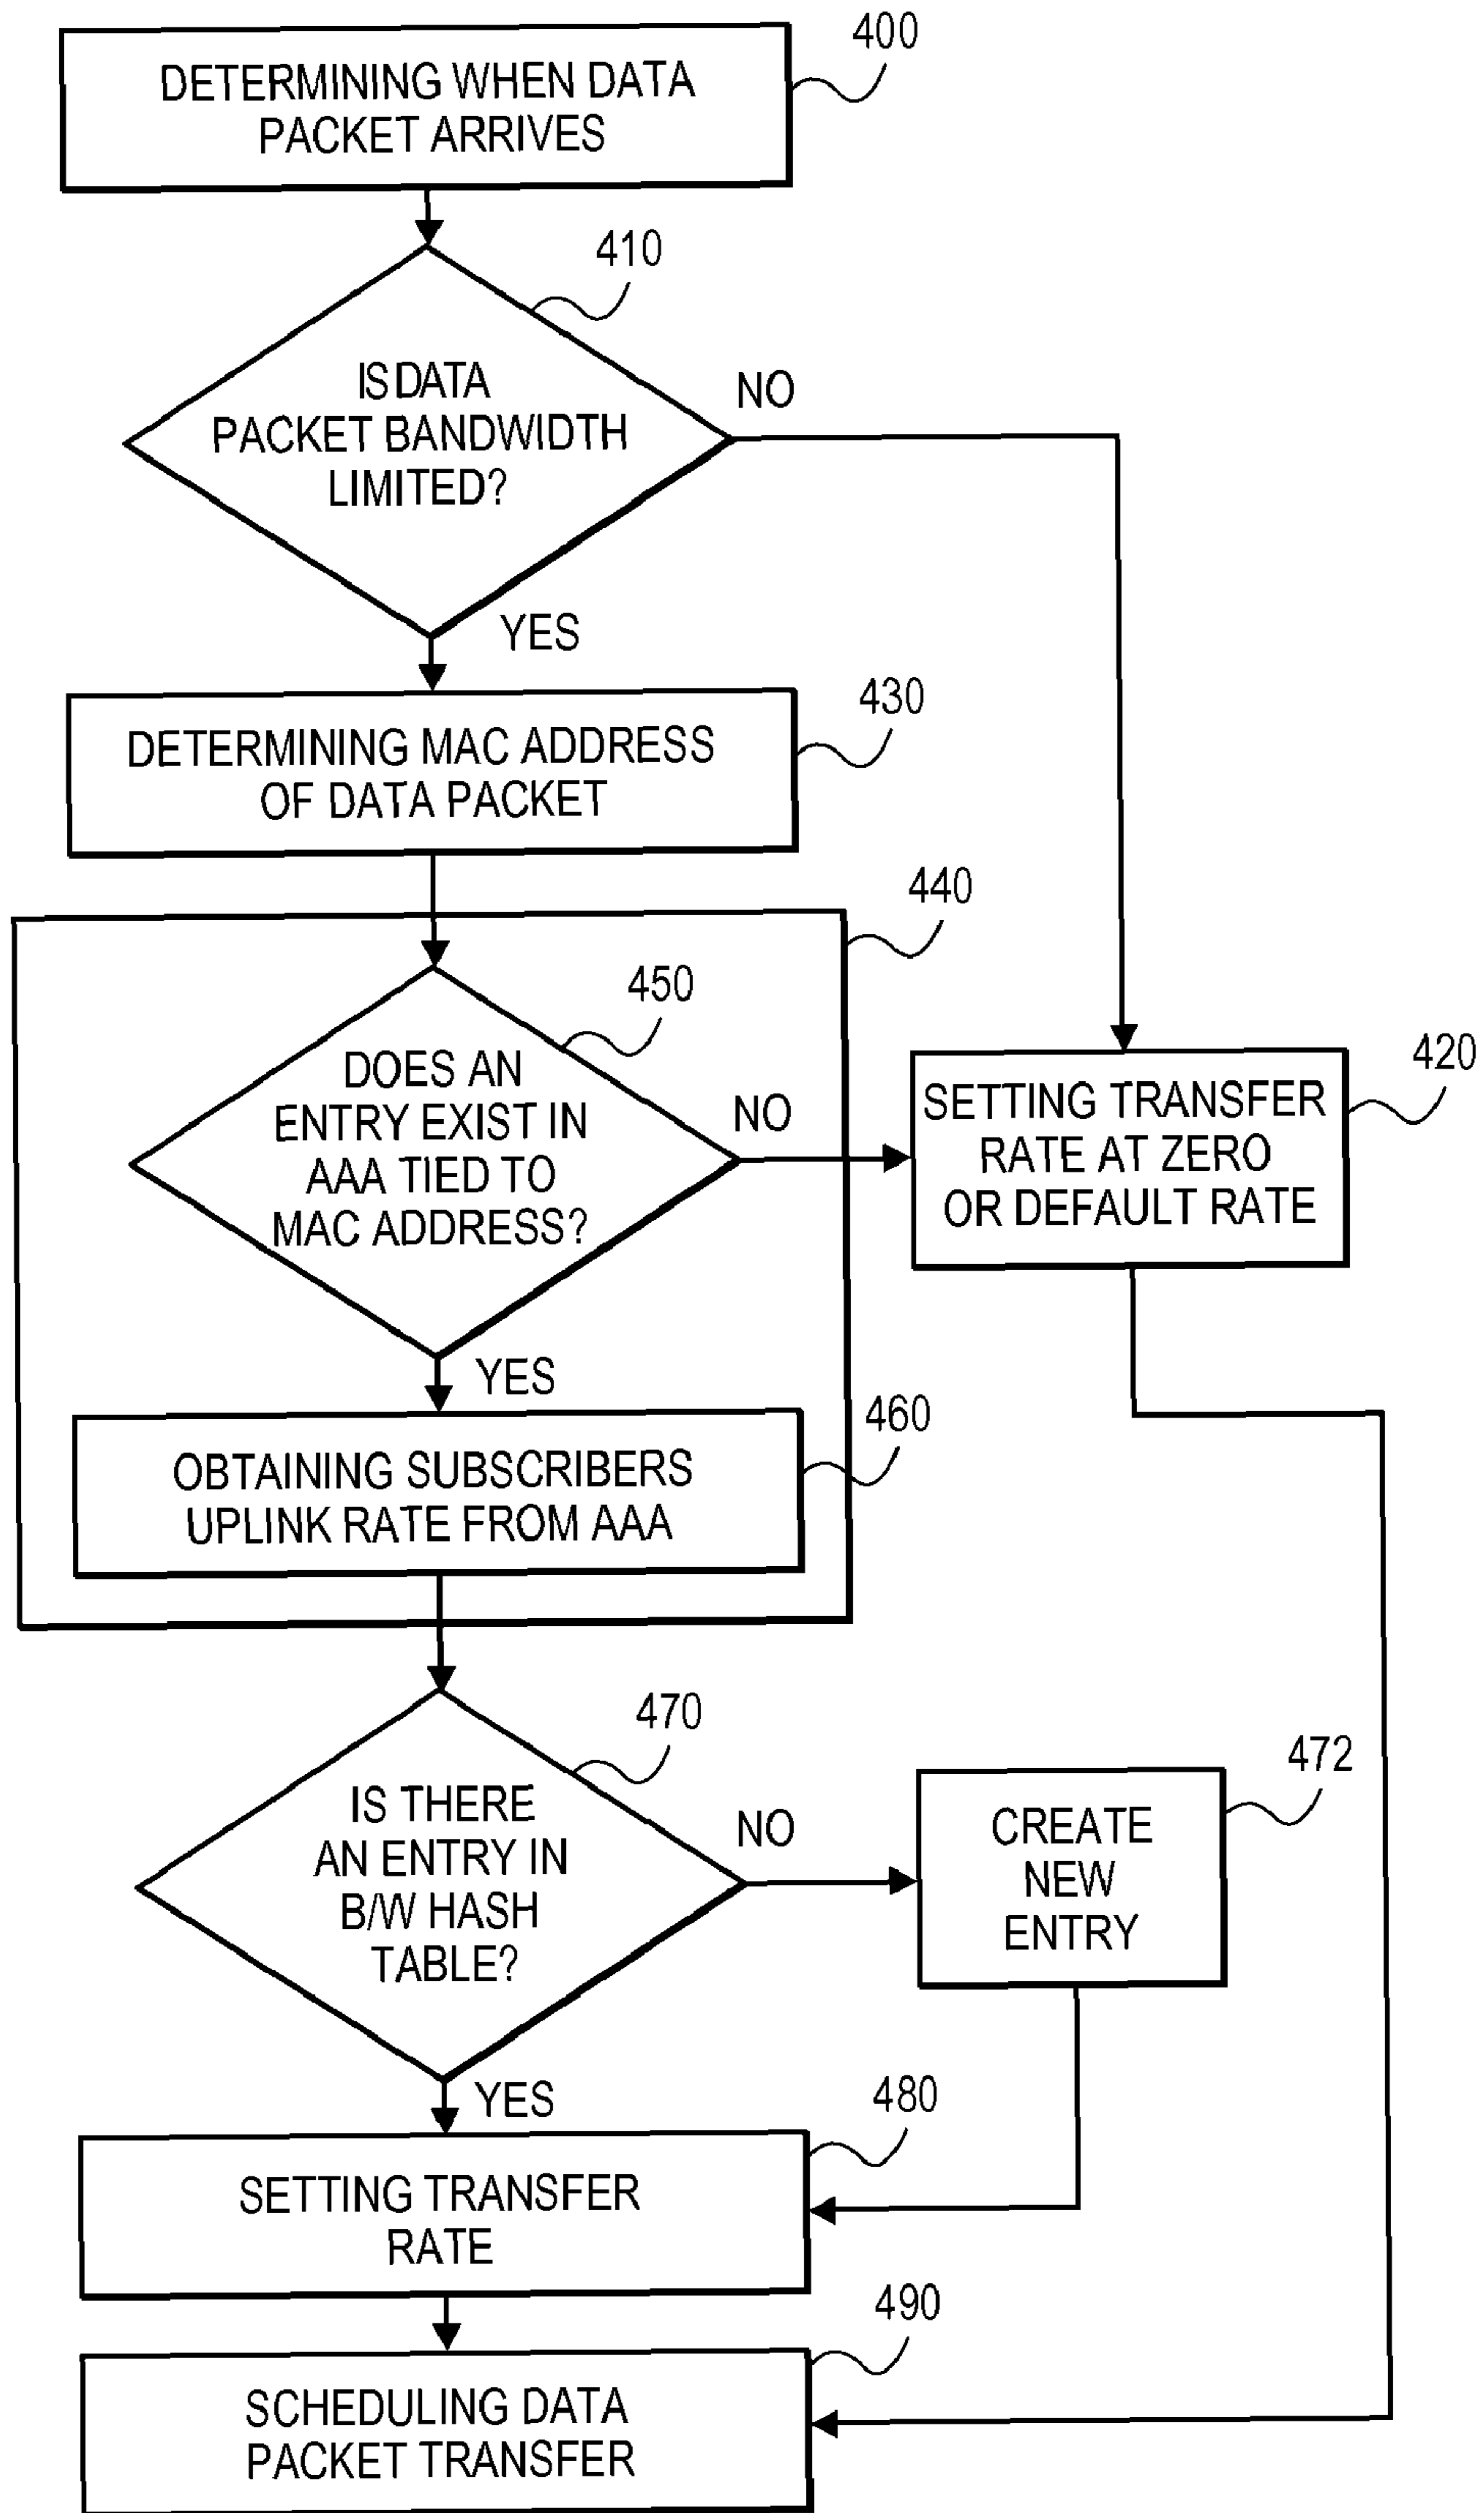 400
DETERMINING WHEN DATA
PACKET ARRIVES
410
IS DATA
PACKET BANDWIDTH
LIMITED?
NO
YES
430
DETERMINING MAC ADDRESS
OF DATA PACKET
440
450
DOES AN
ENTRY EXIST IN
AAA TIED TO
MAC ADDRESS?
NO
420
SETTING TRANSFER
RATE AT ZERO
OR DEFAULT RATE
YES
460
OBTAINING SUBSCRIBERS
UPLINK RATE FROM AAA
470
IS THERE
AN ENTRY IN
B/W HASH
TABLE?
NO
472
CREATE
NEW
ENTRY
YES
480
SETTING TRANSFER
RATE
490
SCHEDULING DATA
PACKET TRANSFER